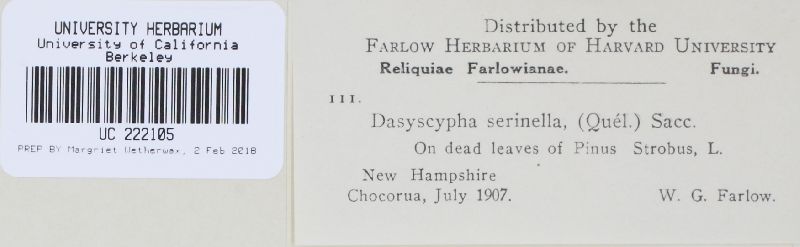 UNIVERSITY HERBARIUM
University of California
Berkeley
UC 222105
PREP BY Margriet Wetherwax, 2 Feb 2018
Distributed by the
FARLOW HERBARIUM OF HARVARD UNIVERSITY
Reliquiae Farlowianae. Fungi.
111.
Dasyscypha serinella, (Quél.) Sacc.
On dead leaves of Pinus Strobus, L.
New Hampshire
Chocorua, July 1907. W. G. Farlow.